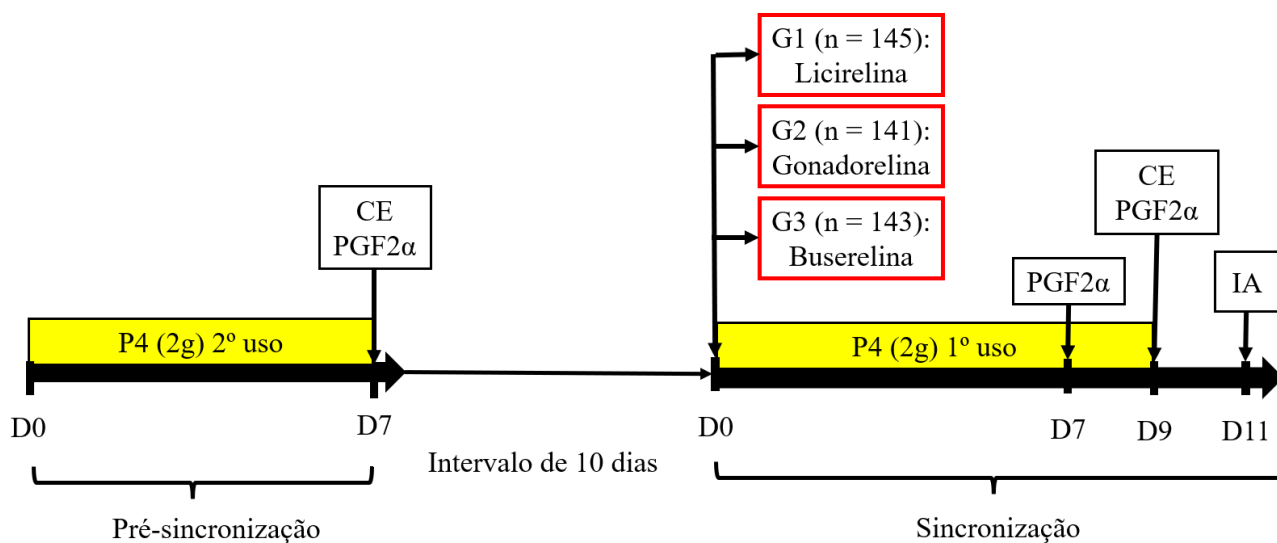 G1 (n = 145):
Licirelina
G2 (n = 141):
Gonadorelina
G3 (n = 143):
Buserelina
CE
PGF2α
CE
PGF2α
PGF2α
IA
P4 (2g) 2º uso
P4 (2g) 1º uso
D0
D7
D0
D7
D9
D11
Intervalo de 10 dias
Pré-sincronização
Sincronização